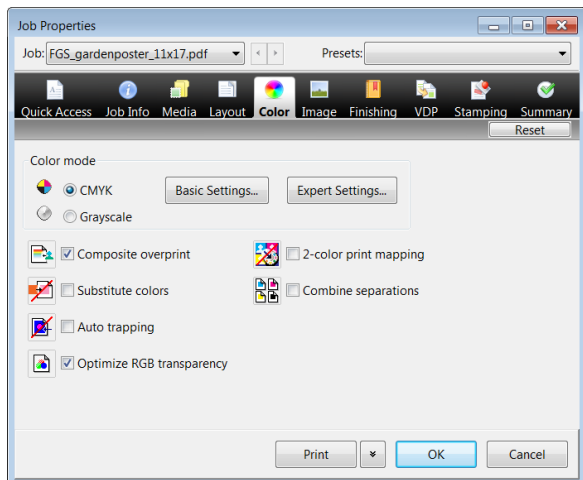 Job Properties
Job: FGS_gardenposter_11x17.pdf Presets:
Quick Access Job Info Media Layout Color Image Finishing VDP Stamping Summary
Reset
Color mode
CMYK Basic Settings... Expert Settings...
Grayscale
Composite overprint 2-color print mapping
Substitute colors Combine separations
Auto trapping
Optimize RGB transparency
Print OK Cancel